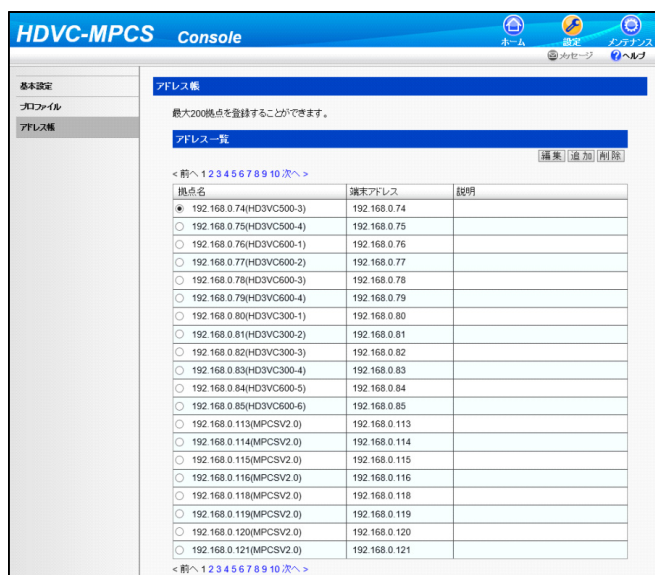 HDVC-MPCS Console
ホーム 設定 メンテナンス
メッセージ ヘルプ
基本設定
プロファイル
アドレス帳
アドレス帳
最大200拠点を登録することができます。
アドレス一覧
編集 追加 削除
<前へ 1 2 3 4 5 6 7 8 9 10 次へ >
拠点名 端末アドレス 説明
192.168.0.74(HD3VC500-3) 192.168.0.74
192.168.0.75(HD3VC500-4) 192.168.0.75
192.168.0.76(HD3VC600-1) 192.168.0.76
192.168.0.77(HD3VC600-2) 192.168.0.77
192.168.0.78(HD3VC600-3) 192.168.0.78
192.168.0.79(HD3VC600-4) 192.168.0.79
192.168.0.80(HD3VC300-1) 192.168.0.80
192.168.0.81(HD3VC300-2) 192.168.0.81
192.168.0.82(HD3VC300-3) 192.168.0.82
192.168.0.83(HD3VC300-4) 192.168.0.83
192.168.0.84(HD3VC600-5) 192.168.0.84
192.168.0.85(HD3VC600-6) 192.168.0.85
192.168.0.113(MPCSV2.0) 192.168.0.113
192.168.0.114(MPCSV2.0) 192.168.0.114
192.168.0.115(MPCSV2.0) 192.168.0.115
192.168.0.116(MPCSV2.0) 192.168.0.116
192.168.0.118(MPCSV2.0) 192.168.0.118
192.168.0.119(MPCSV2.0) 192.168.0.119
192.168.0.120(MPCSV2.0) 192.168.0.120
192.168.0.121(MPCSV2.0) 192.168.0.121
<前へ 1 2 3 4 5 6 7 8 9 10 次へ >